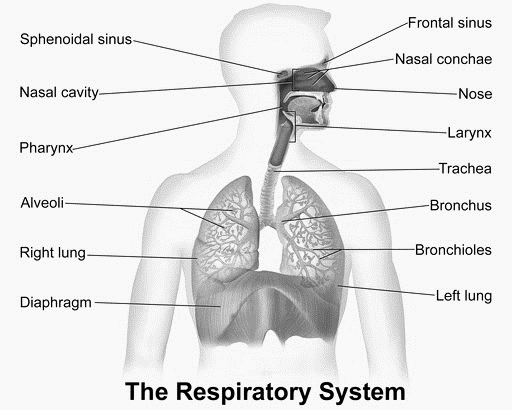 Frontal sinus
Sphenoidal sinus
Nasal conchae
Nasal cavity
Nose
Larynx
Pharynx
Trachea
Alveoli
Bronchus
Right lung
Bronchioles
Left lung
Diaphragm
The Respiratory System